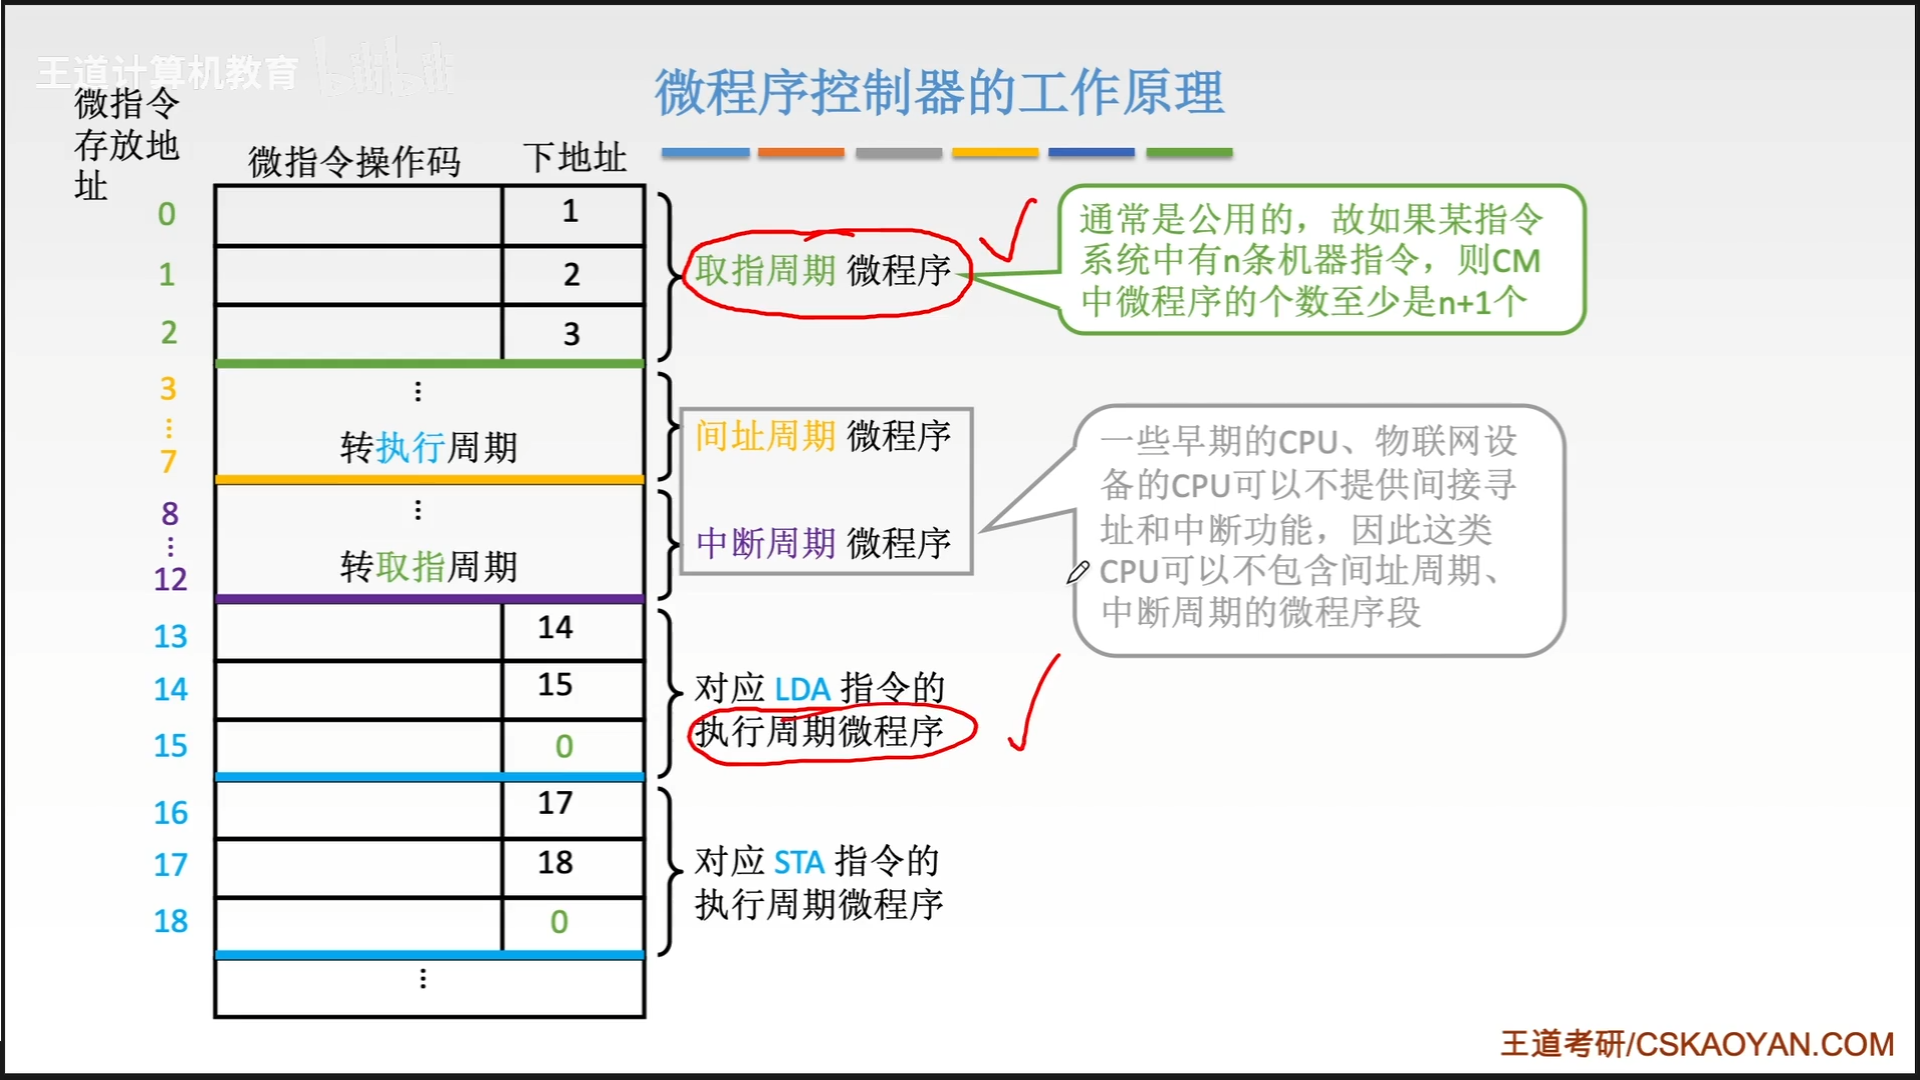 王道计算机教育 bilibili
微程序控制器的工作原理
微指令
存放地
址
微指令操作码 下地址
0 1
1 2
2 3
取指周期 微程序
通常是公用的，故如果某指令
系统中有n条机器指令，则CM
中微程序的个数至少是n+1个
3
⋮ ⋮
7 转执行周期
间址周期 微程序
8 ⋮
⋮
12 转取指周期
中断周期 微程序
一些早期的CPU、物联网设
备的CPU可以不提供间接寻
址和中断功能，因此这类
CPU可以不包含间址周期、
中断周期的微程序段
13 14
14 15
15 0
对应 LDA 指令的
执行周期微程序
16 17
17 18
18 0
对应 STA 指令的
执行周期微程序
⋮
王道考研/CSKAOYAN.COM